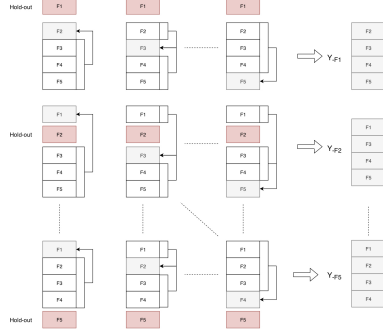 Hold-out F1 F1 F1
F2 F2 F2 F2
F3 F3 F3 F3
Y-F1
F4 F4 F4 F4
F5 F5 F5 F5
F1 F1 F1
F1
Hold-out F2 F2 F2
F3
Y-F2
F3 F3 F3
F4
F4 F4 F4
F5
F5 F5 F5
F1 F1 F1 F1
F2 F2 F2 F2
Y-F5
F3 F3 F3 F3
F4 F4 F4 F4
Hold-out F5 F5 F5